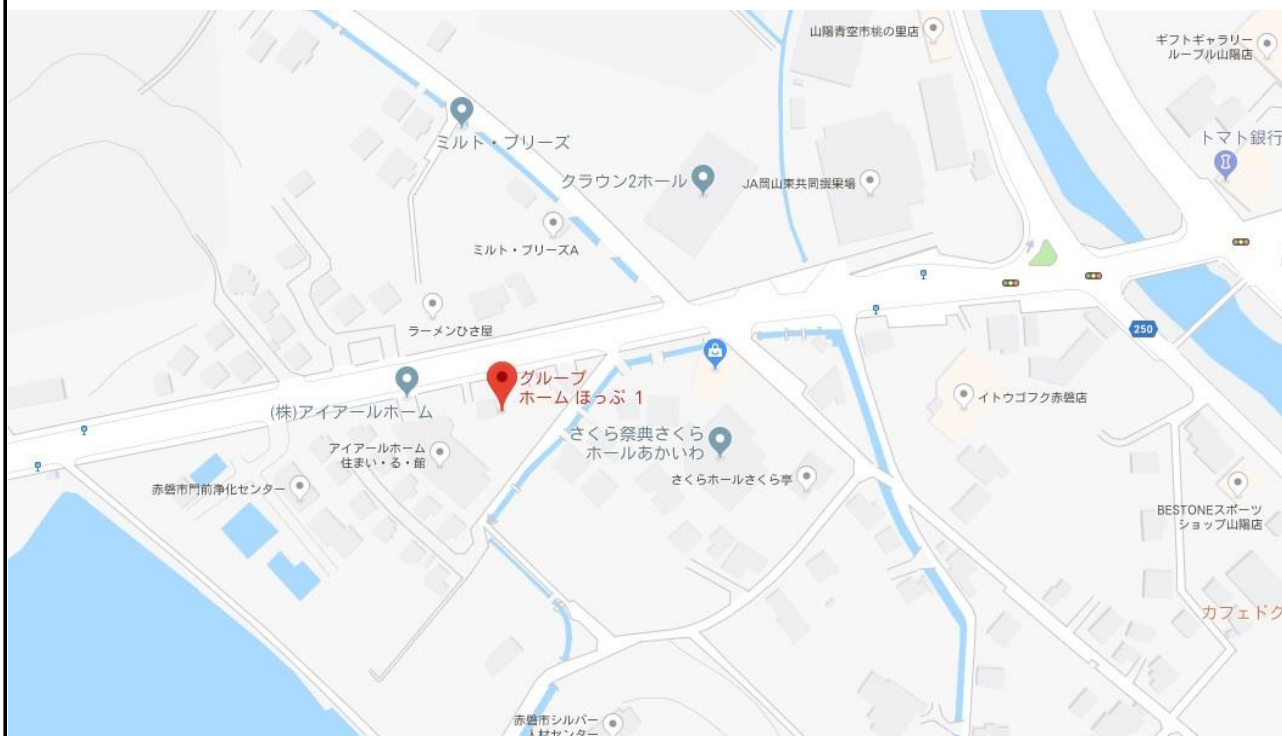 山陽青空市桃の里店
ギフトギャラリー
ルーブル山陽店
ミルト・ブリーズ
トマト銀行
クラウン2ホール
JA岡山東共同撰果場
ミルト・ブリーズA
ラーメンひさ屋
250
グループ
ホーム ほっぷ 1
(株)アイアールホーム
イトウゴフク赤磐店
さくら祭典さくら
ホールあかいわ
アイアールホーム
住まい・る・館
さくらホールさくら亭
赤磐市門前浄化センター
BESTONEスポーツ
ショップ山陽店
カフェドク
赤磐市シルバー
人材センター